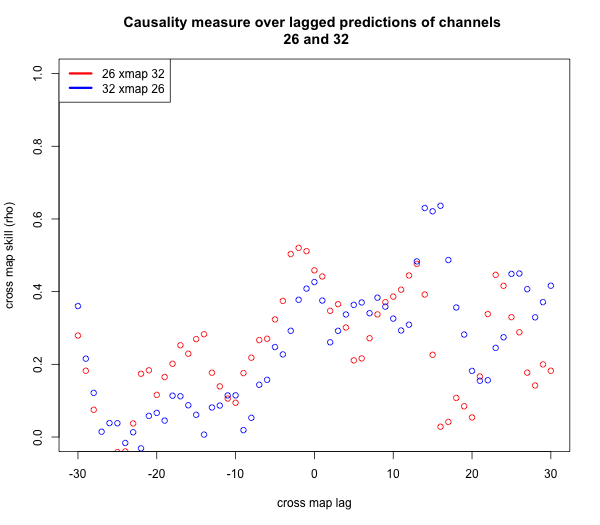 Causality measure over lagged predictions of channels
26 and 32
26 xmap 32
32 xmap 26
cross map skill (rho)
1.0
0.8
0.6
0.4
0.2
0.0
-30
-20
-10
0
10
20
30
cross map lag